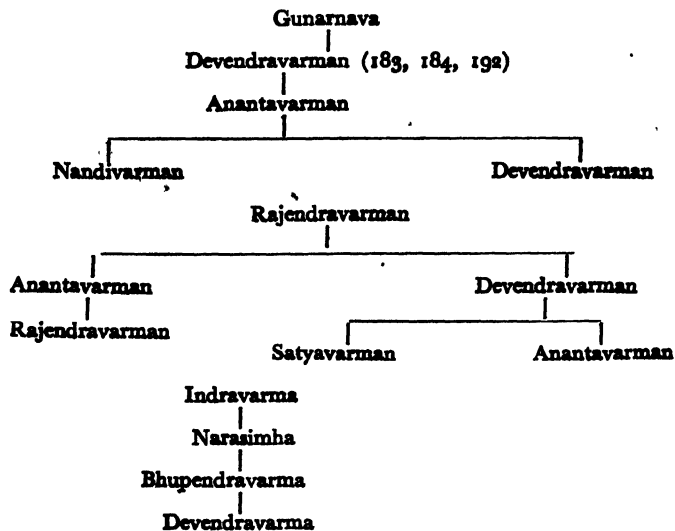 Gunarnava
Devendravarman (183, 184, 192)
Anantavarman
Nandivarman Devendravarman
Rajendravarman
Anantavarman Devendravarman
Rajendravarman
Satyavarman Anantavarman
Indravarma
Narasimha
Bhupendravarma
Devendravarma